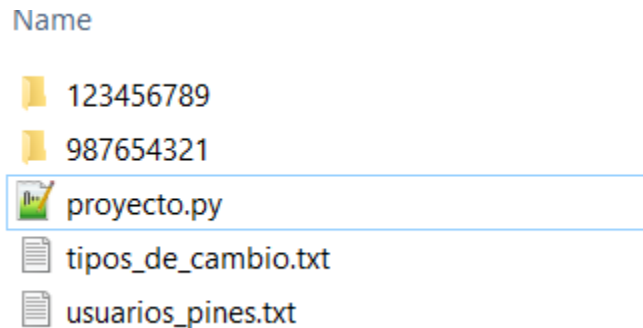 Name
123456789
987654321
proyecto.py
tipos_de_cambio.txt
usuarios_pines.txt